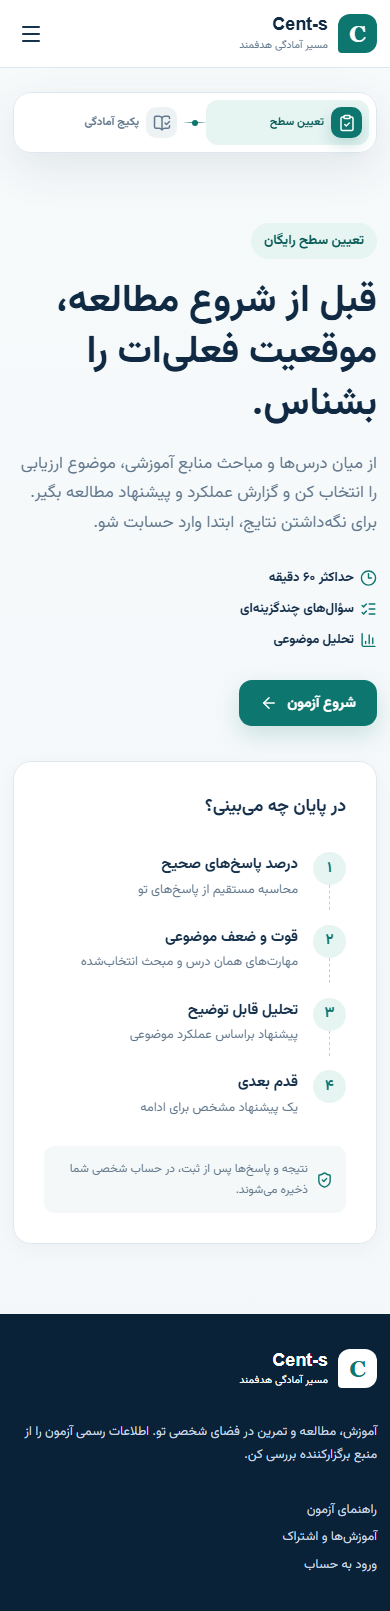 Cent-s
مسیر آمادگی هدفمند
C
تعیین سطح
پکیج آمادگی
تعیین سطح رایگان
قبل از شروع مطالعه،
موقعیت فعلی‌ات را
بشناس.
از میان درس‌ها و مباحث منابع آموزشی، موضوع ارزیابی
را انتخاب کن و گزارش عملکرد و پیشنهاد مطالعه بگیر.
برای نگه‌داشتن نتایج، ابتدا وارد حسابت شو.
حداکثر ۶۰ دقیقه
سؤال‌های چندگزینه‌ای
تحلیل موضوعی
شروع آزمون
در پایان چه می‌بینی؟
۱
درصد پاسخ‌های صحیح
محاسبه مستقیم از پاسخ‌های تو
۲
قوت و ضعف موضوعی
مهارت‌های همان درس و مبحث انتخاب‌شده
۳
تحلیل قابل توضیح
پیشنهاد براساس عملکرد موضوعی
۴
قدم بعدی
یک پیشنهاد مشخص برای ادامه
نتیجه و پاسخ‌ها پس از ثبت، در حساب شخصی شما
ذخیره می‌شوند.
Cent-s
مسیر آمادگی هدفمند
C
آموزش، مطالعه و تمرین در فضای شخصی تو. اطلاعات رسمی آزمون را از
منبع برگزارکننده بررسی کن.
راهنمای آزمون
آموزش‌ها و اشتراک
ورود به حساب